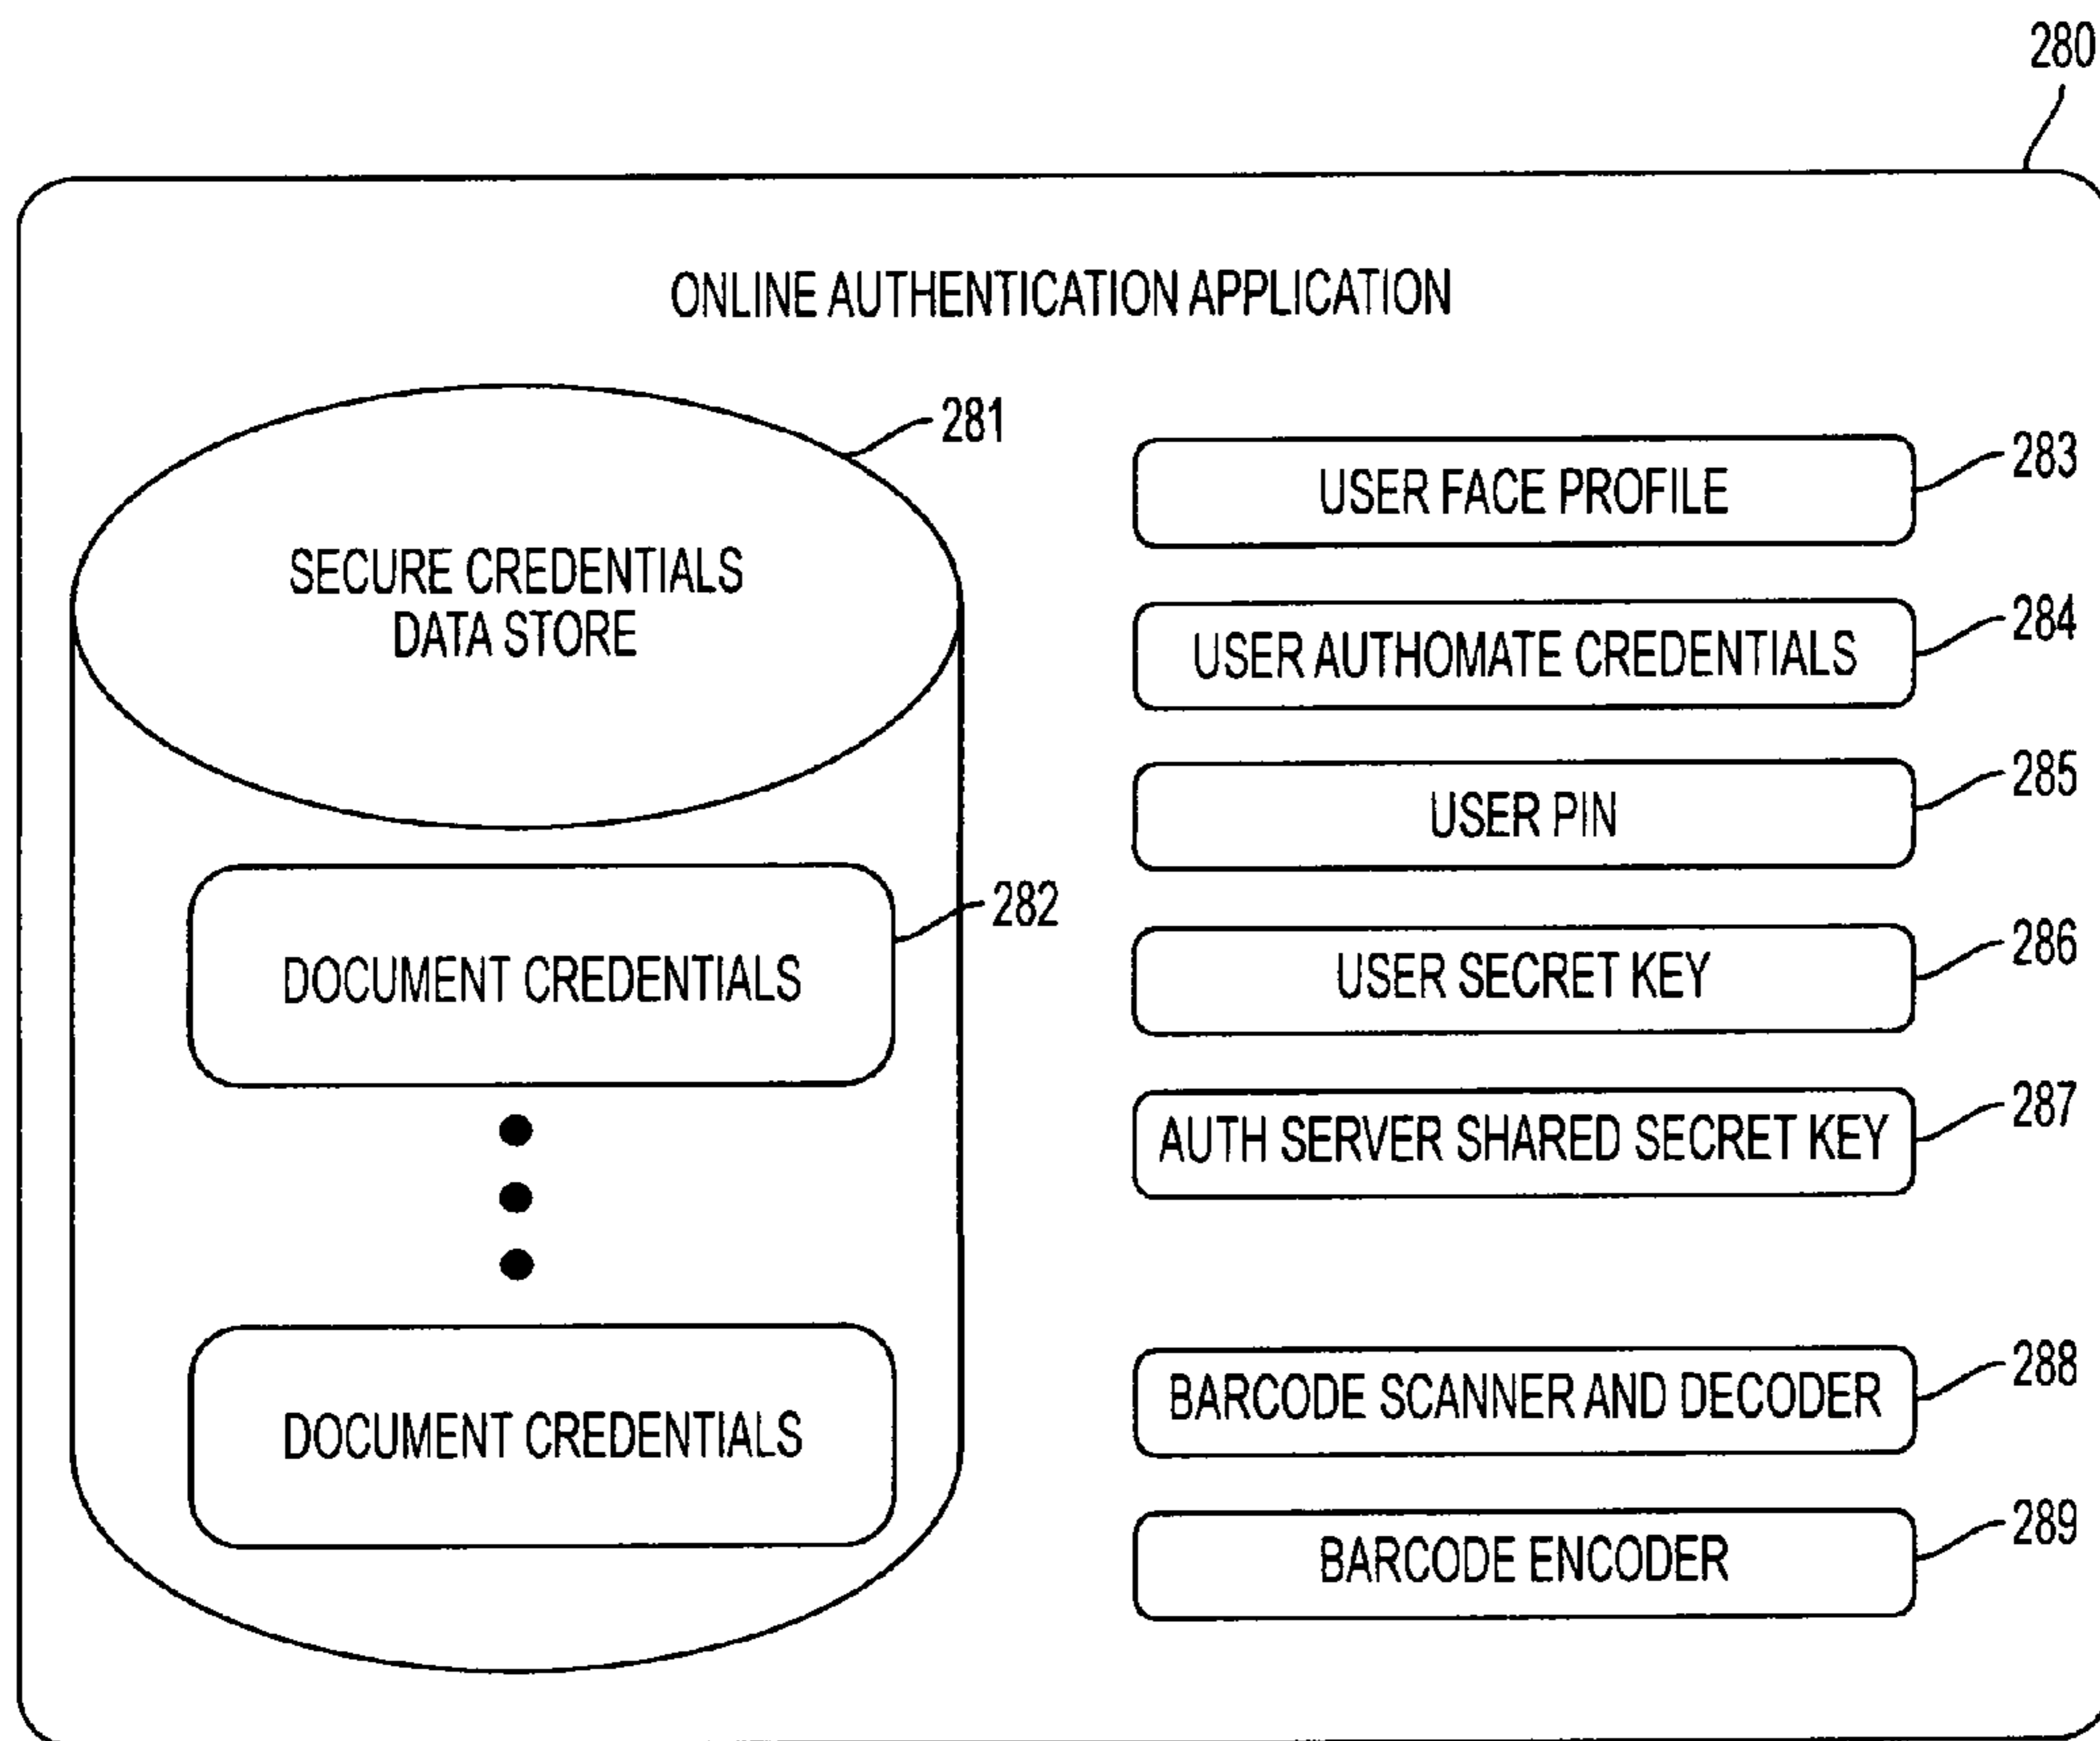 280
ONLINE AUTHENTICATION APPLICATION
281
SECURE CREDENTIALS
DATA STORE
282
DOCUMENT CREDENTIALS
DOCUMENT CREDENTIALS
USER FACE PROFILE
283
USER AUTHOMATE CREDENTIALS
284
USER PIN
285
USER SECRET KEY
286
AUTH SERVER SHARED SECRET KEY
287
BARCODE SCANNER AND DECODER
288
BARCODE ENCODER
289